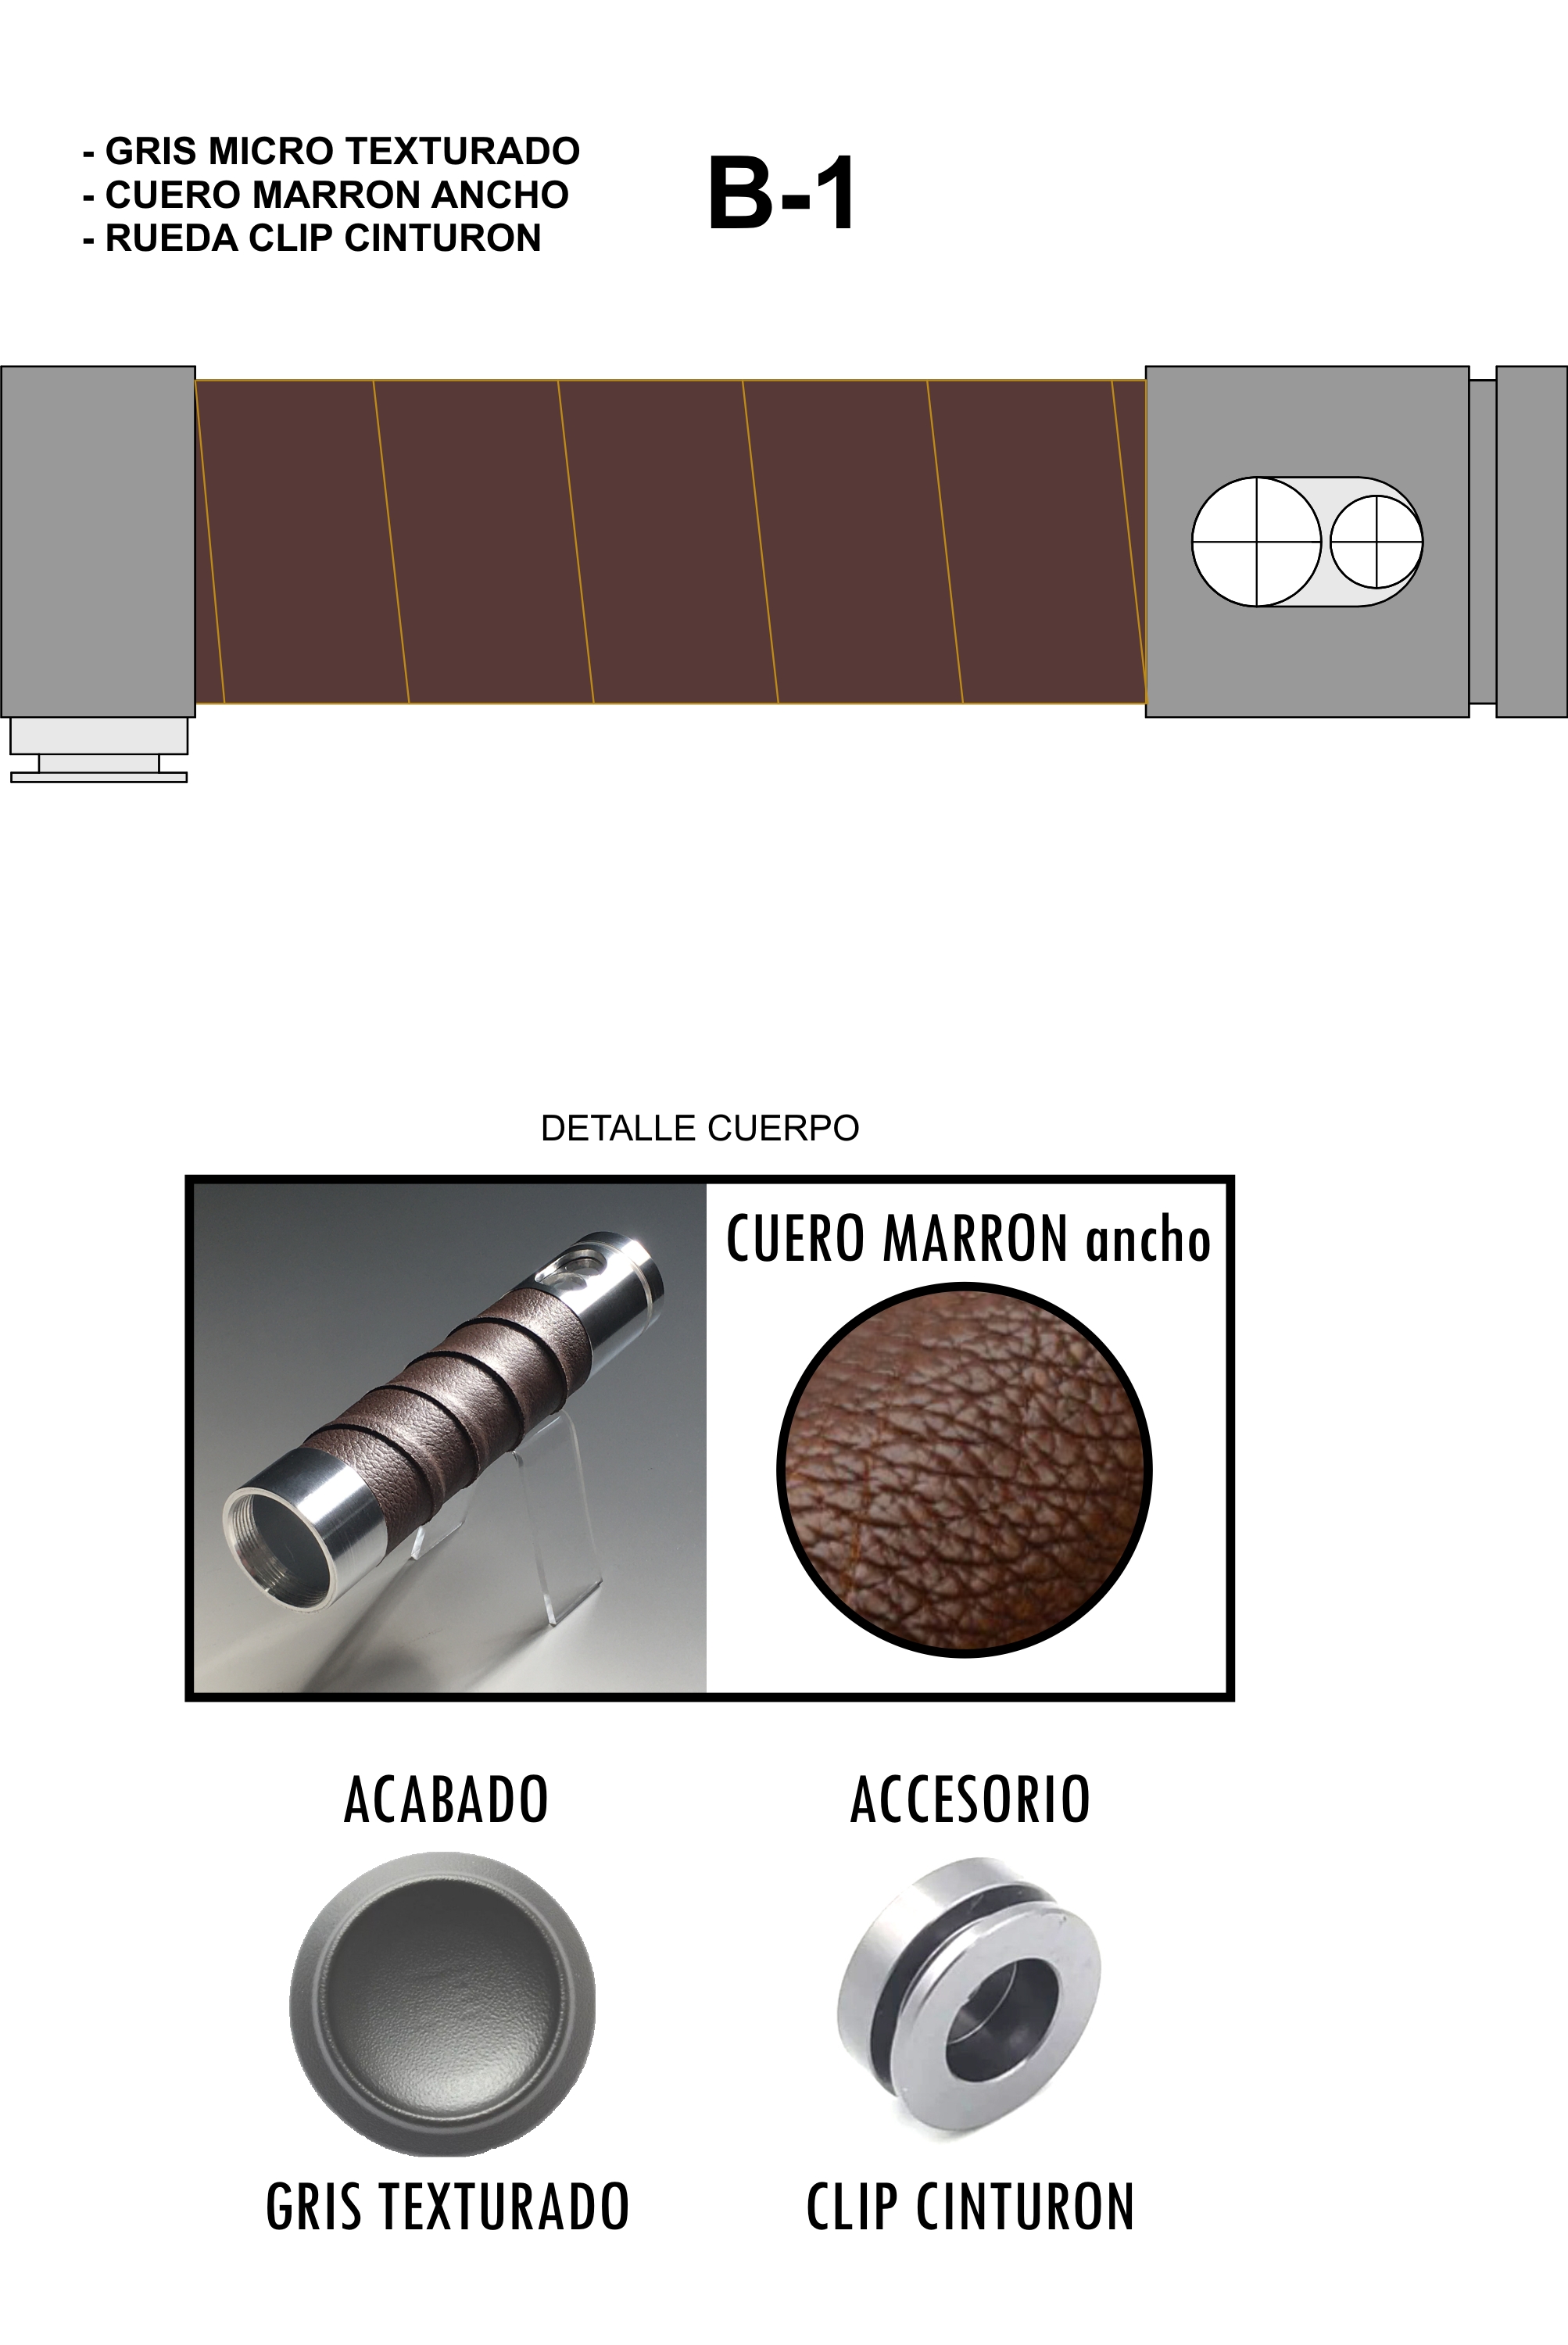 - GRIS MICRO TEXTURADO
- CUERO MARRON ANCHO
- RUEDA CLIP CINTURON
B-1
DETALLE CUERPO
CUERO MARRON ancho
ACABADO
ACCESORIO
GRIS TEXTURADO
CLIP CINTURON